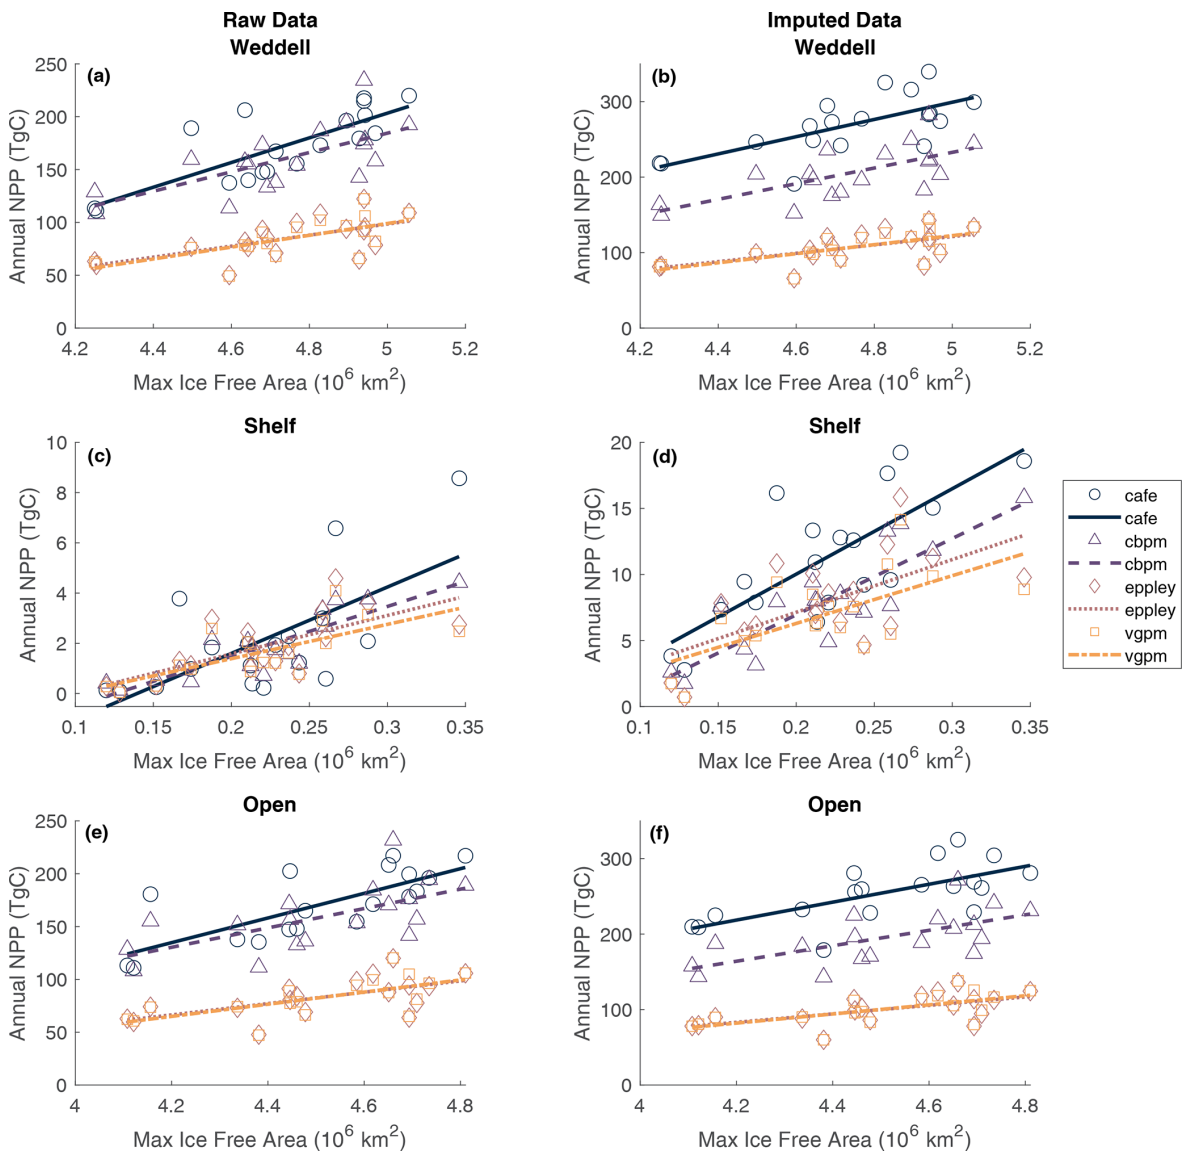 Raw Data
Weddell
(a)
Annual NPP (TgC)
250
200
150
100
50
0
4.2 4.4 4.6 4.8 5 5.2
Max Ice Free Area (10^6 km^2)
Imputed Data
Weddell
(b)
Annual NPP (TgC)
300
200
100
0
4.2 4.4 4.6 4.8 5 5.2
Max Ice Free Area (10^6 km^2)
Shelf
(c)
Annual NPP (TgC)
10
8
6
4
2
0
0.1 0.15 0.2 0.25 0.3 0.35
Max Ice Free Area (10^6 km^2)
Shelf
(d)
Annual NPP (TgC)
20
15
10
5
0
0.1 0.15 0.2 0.25 0.3 0.35
Max Ice Free Area (10^6 km^2)
cafe
cafe
cbpm
cbpm
eppley
eppley
vgpm
vgpm
Open
(e)
Annual NPP (TgC)
250
200
150
100
50
0
4 4.2 4.4 4.6 4.8
Max Ice Free Area (10^6 km^2)
Open
(f)
Annual NPP (TgC)
300
200
100
0
4 4.2 4.4 4.6 4.8
Max Ice Free Area (10^6 km^2)